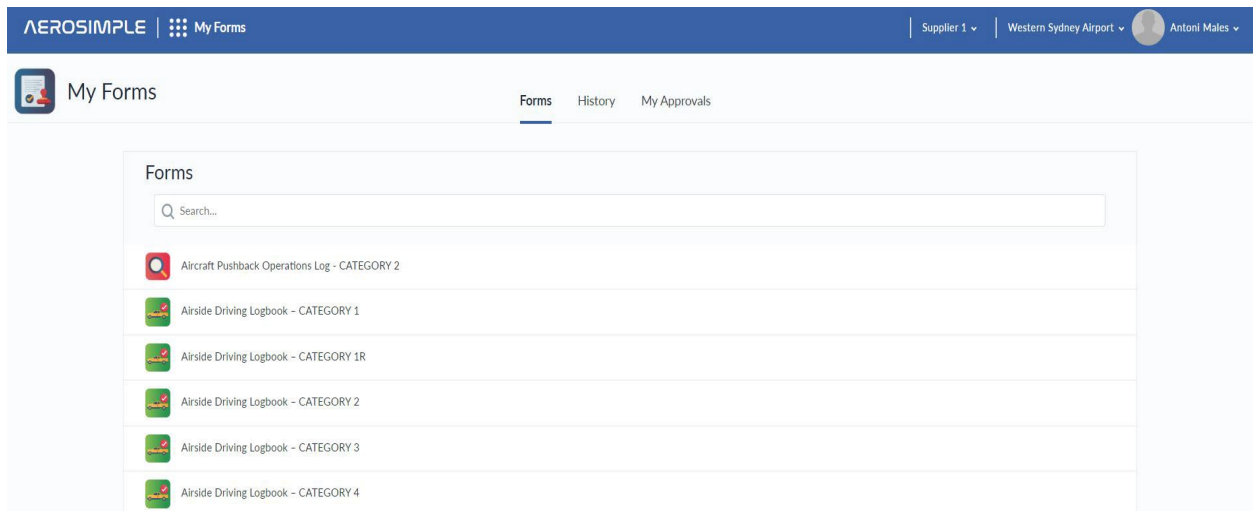 AEROSIMPLE My Forms Supplier 1 Western Sydney Airport Antoni Males
My Forms
Forms History My Approvals
Forms
Search...
Aircraft Pushback Operations Log - CATEGORY 2
Airside Driving Logbook – CATEGORY 1
Airside Driving Logbook – CATEGORY 1R
Airside Driving Logbook – CATEGORY 2
Airside Driving Logbook – CATEGORY 3
Airside Driving Logbook – CATEGORY 4